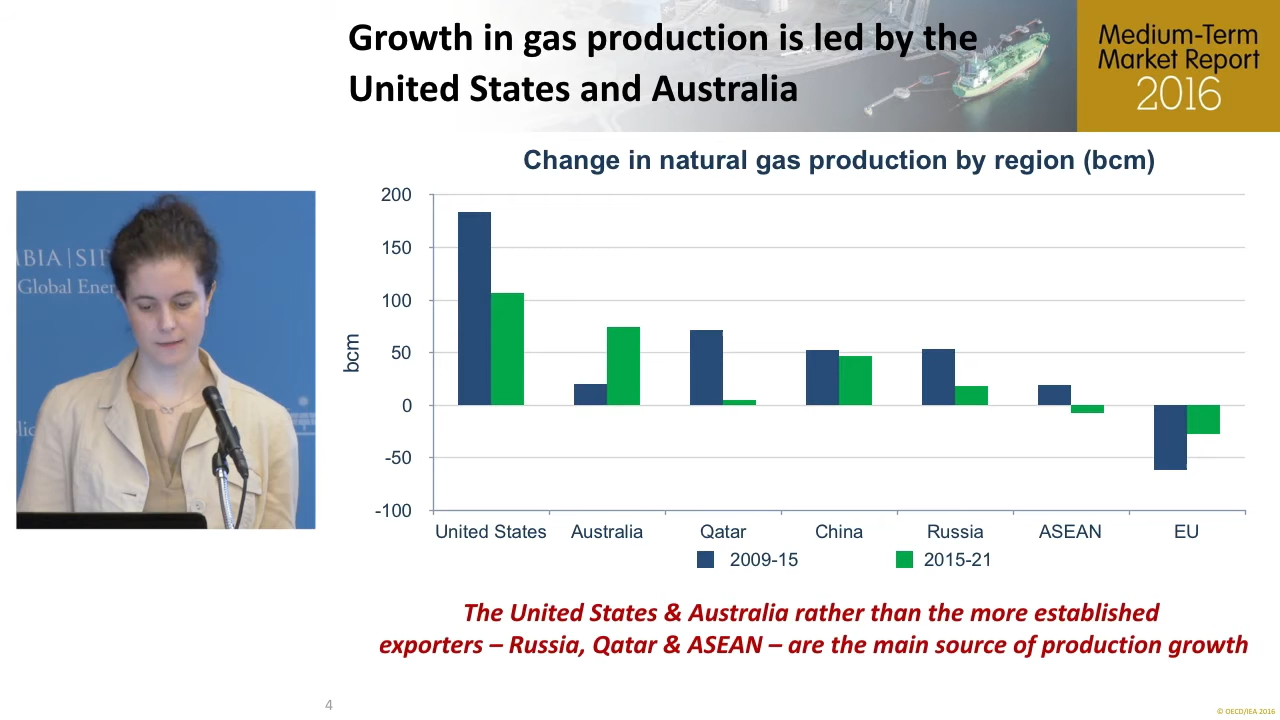 Growth in gas production is led by the
United States and Australia
Medium-Term
Market Report
2016
Change in natural gas production by region (bcm)
BIA | SI
Global Ener
lic
bcm
200
150
100
50
0
-50
-100
United States
Australia
Qatar
China
Russia
ASEAN
EU
2009-15
2015-21
The United States & Australia rather than the more established
exporters – Russia, Qatar & ASEAN – are the main source of production growth
4
© OECD/IEA 2016